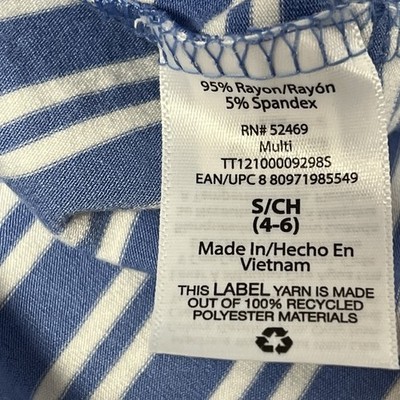 95% Rayon/Rayón
5% Spandex
RN# 52469
Multi
TT12100009298S
EAN/UPC 8 80971985549
S/CH
(4-6)
Made In/Hecho En
Vietnam
THIS LABEL YARN IS MADE
OUT OF 100% RECYCLED
POLYESTER MATERIALS